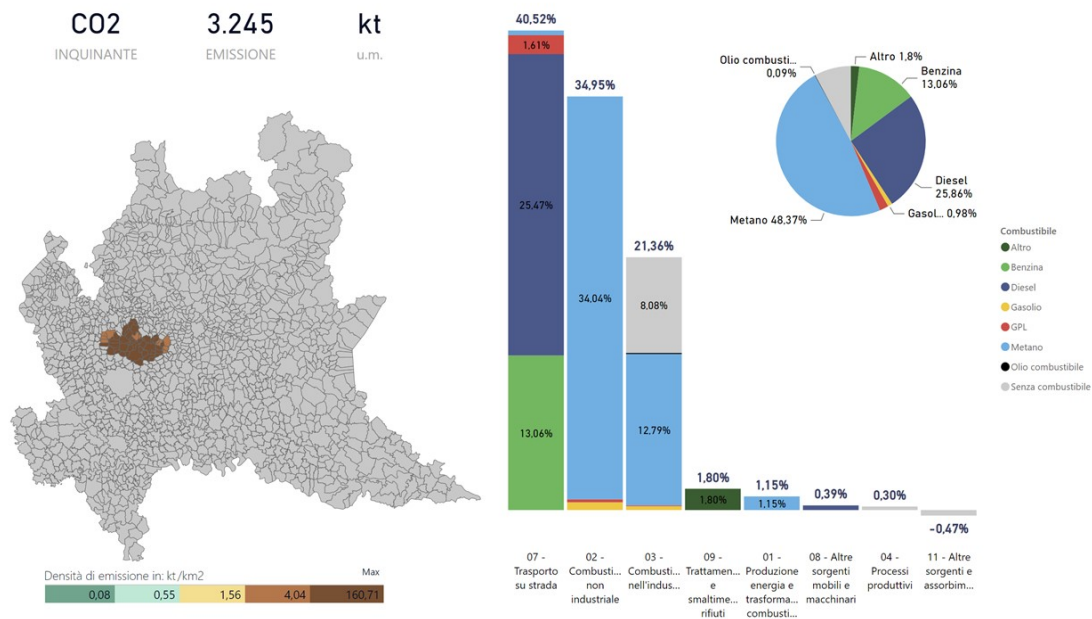 CO2
INQUINANTE
3.245
EMISSIONE
kt
u.m.
Densità di emissione in: kt/km2
Max
0,08
0,55
1,56
4,04
160,71
40,52%
1,61%
25,47%
13,06%
34,95%
34,04%
21,36%
8,08%
12,79%
1,80%
1,80%
1,15%
1,15%
0,39%
0,30%
-0,47%
07 -
Trasporto
su strada
02 -
Combusti...
non
industriale
03 -
Combusti...
nell'indus...
09 -
Trattamen...
e
smaltime...
rifiuti
01 -
Produzione
energia e
trasforma...
combusti...
08 - Altre
sorgenti
mobili e
macchinari
04 -
Processi
produttivi
11 - Altre
sorgenti e
assorbim...
Olio combusti...
0,09%
Altro 1,8%
Benzina
13,06%
Diesel
25,86%
Gasol... 0,98%
Metano 48,37%
Combustibile
Altro
Benzina
Diesel
Gasolio
GPL
Metano
Olio combustibile
Senza combustibile